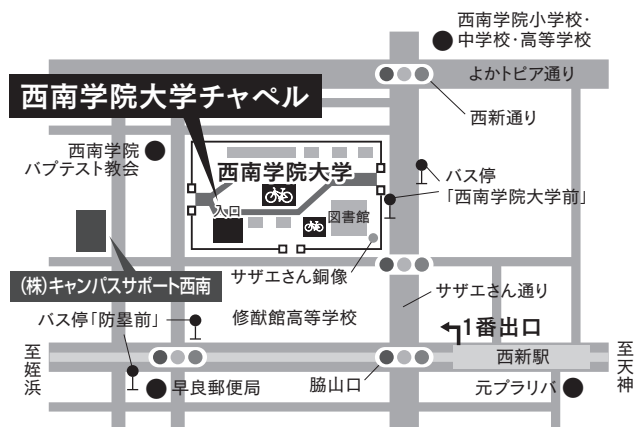 西南学院小学校・
中学校・高等学校
よかトピア通り
西南学院大学チャペル
西新通り
西南学院
バプテスト教会
西南学院大学
バス停
「西南学院大学前」
入口
図書館
サザエさん銅像
(株)キャンパスサポート西南
サザエさん通り
バス停「防塁前」
修猷館高等学校
1番出口
至姪浜
西新駅
至天神
早良郵便局
脇山口
元プラリバ